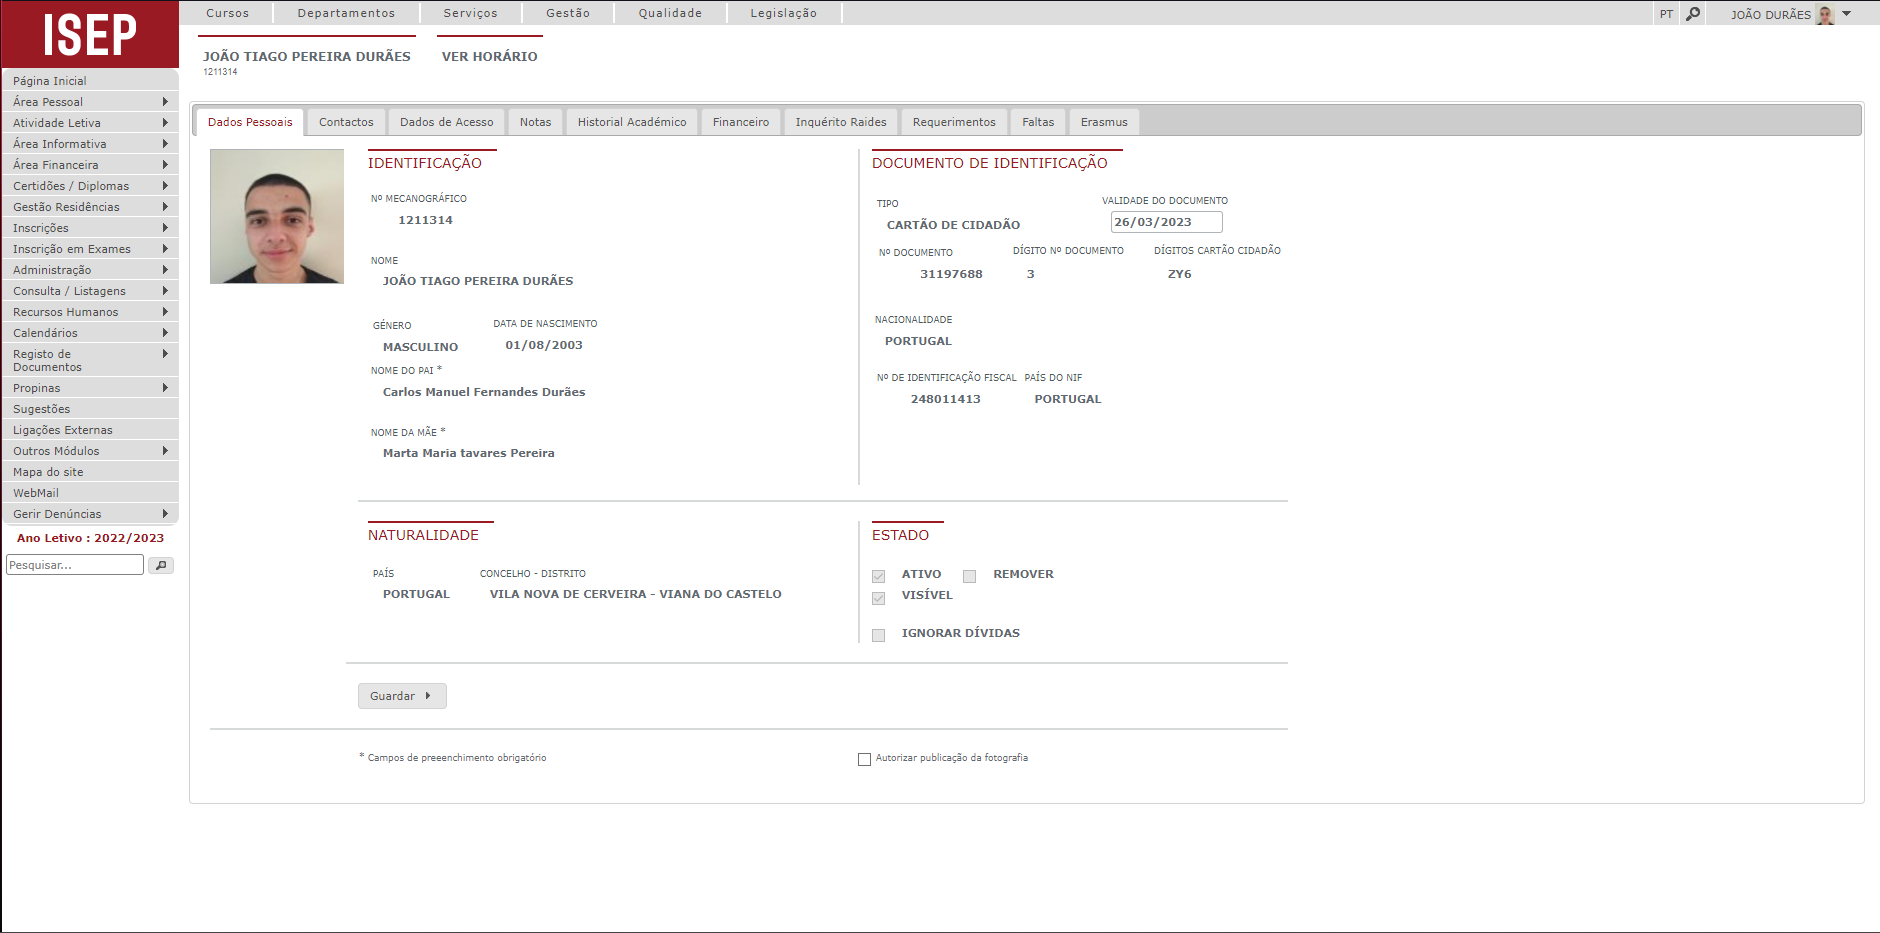 ISEP
Cursos Departamentos Serviços Gestão Qualidade Legislação PT JOÃO DURÃES
JOÃO TIAGO PEREIRA DURÃES VER HORÁRIO
1211314
Página Inicial
Área Pessoal
Atividade Letiva
Área Informativa
Área Financeira
Certidões / Diplomas
Gestão Residências
Inscrições
Inscrição em Exames
Administração
Consulta / Listagens
Recursos Humanos
Calendários
Registo de
Documentos
Propinas
Sugestões
Ligações Externas
Outros Módulos
Mapa do site
WebMail
Gerir Denúncias
Ano Letivo : 2022/2023
Pesquisar...
Dados Pessoais Contactos Dados de Acesso Notas Historial Académico Financeiro Inquérito Raides Requerimentos Faltas Erasmus
IDENTIFICAÇÃO
Nº MECANOGRÁFICO
1211314
NOME
JOÃO TIAGO PEREIRA DURÃES
GÉNERO DATA DE NASCIMENTO
MASCULINO 01/08/2003
NOME DO PAI *
Carlos Manuel Fernandes Durães
NOME DA MÃE *
Marta Maria tavares Pereira
DOCUMENTO DE IDENTIFICAÇÃO
TIPO VALIDADE DO DOCUMENTO
CARTÃO DE CIDADÃO 26/03/2023
Nº DOCUMENTO DÍGITO Nº DOCUMENTO DÍGITOS CARTÃO CIDADÃO
31197688 3 ZY6
NACIONALIDADE
PORTUGAL
Nº DE IDENTIFICAÇÃO FISCAL PAÍS DO NIF
248011413 PORTUGAL
NATURALIDADE
PAÍS CONCELHO - DISTRITO
PORTUGAL VILA NOVA DE CERVEIRA - VIANA DO CASTELO
ESTADO
ATIVO REMOVER
VISÍVEL
IGNORAR DÍVIDAS
Guardar
* Campos de preeenchimento obrigatório Autorizar publicação da fotografia